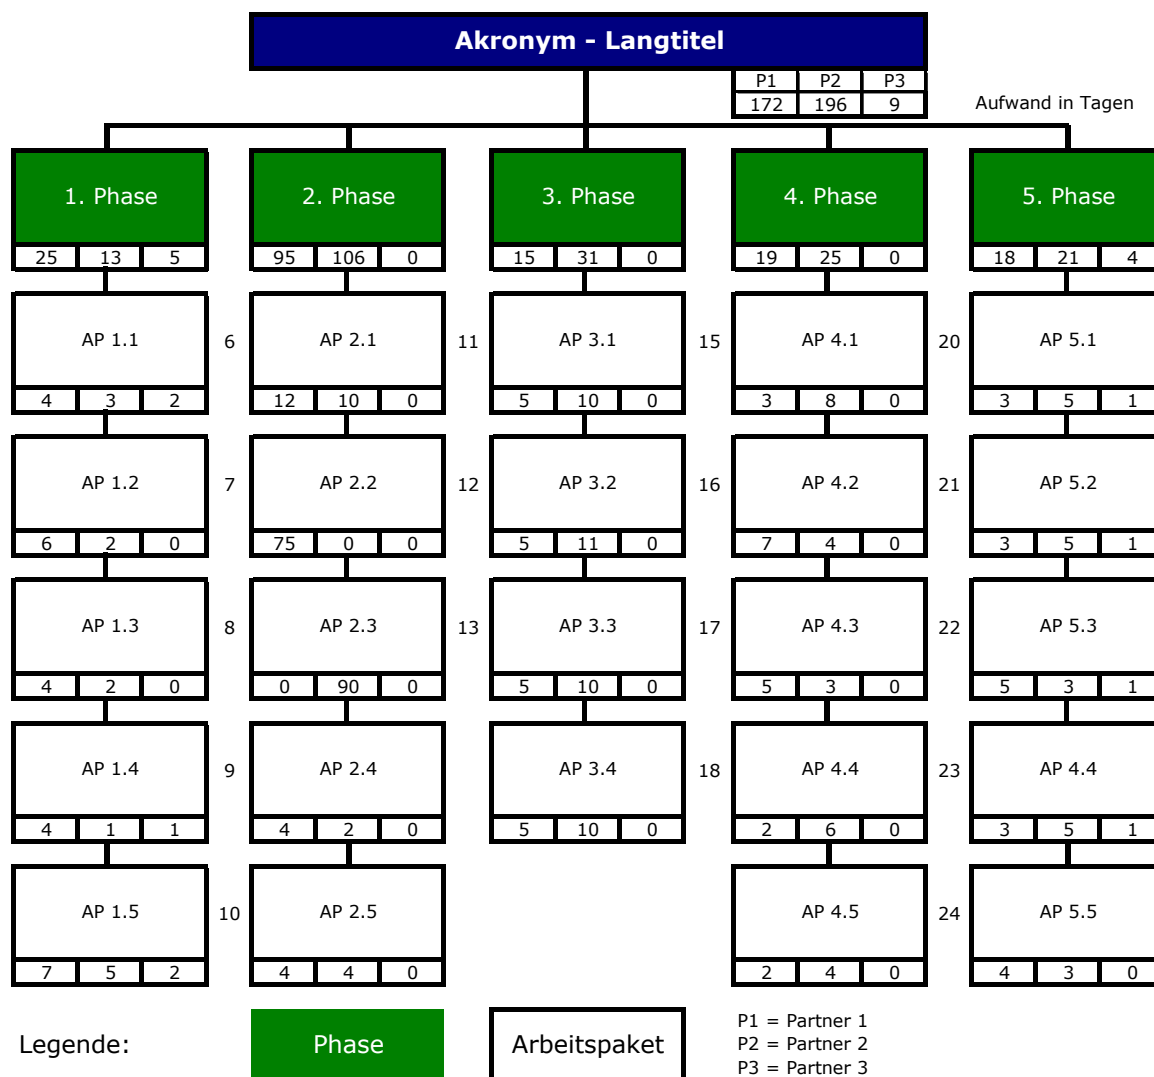 Akronym - Langtitel
P1 P2 P3
172 196 9
Aufwand in Tagen
1. Phase 2. Phase 3. Phase 4. Phase 5. Phase
25 13 5 95 106 0 15 31 0 19 25 0 18 21 4
AP 1.1 6 AP 2.1 11 AP 3.1 15 AP 4.1 20 AP 5.1
4 3 2 12 10 0 5 10 0 3 8 0 3 5 1
AP 1.2 7 AP 2.2 12 AP 3.2 16 AP 4.2 21 AP 5.2
6 2 0 75 0 0 5 11 0 7 4 0 3 5 1
AP 1.3 8 AP 2.3 13 AP 3.3 17 AP 4.3 22 AP 5.3
4 2 0 0 90 0 5 10 0 5 3 0 5 3 1
AP 1.4 9 AP 2.4 AP 3.4 18 AP 4.4 23 AP 4.4
4 1 1 4 2 0 5 10 0 2 6 0 3 5 1
AP 1.5 10 AP 2.5 AP 4.5 24 AP 5.5
7 5 2 4 4 0 2 4 0 4 3 0
Legende: Phase Arbeitspaket
P1 = Partner 1
P2 = Partner 2
P3 = Partner 3